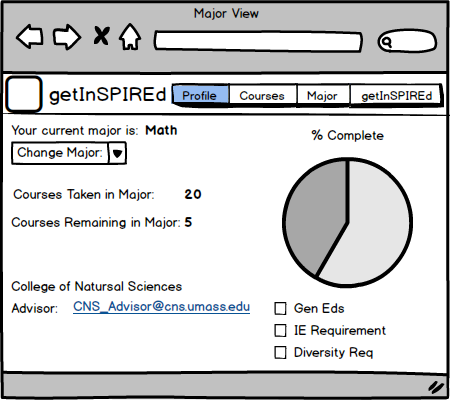 Major View
getInSPIREd
Profile
Courses
Major
getInSPIREd
Your current major is: Math
Change Major:
% Complete
Courses Taken in Major: 20
Courses Remaining in Major: 5
College of Natursal Sciences
Advisor: CNS_Advisor@cns.umass.edu
Gen Eds
IE Requirement
Diversity Req